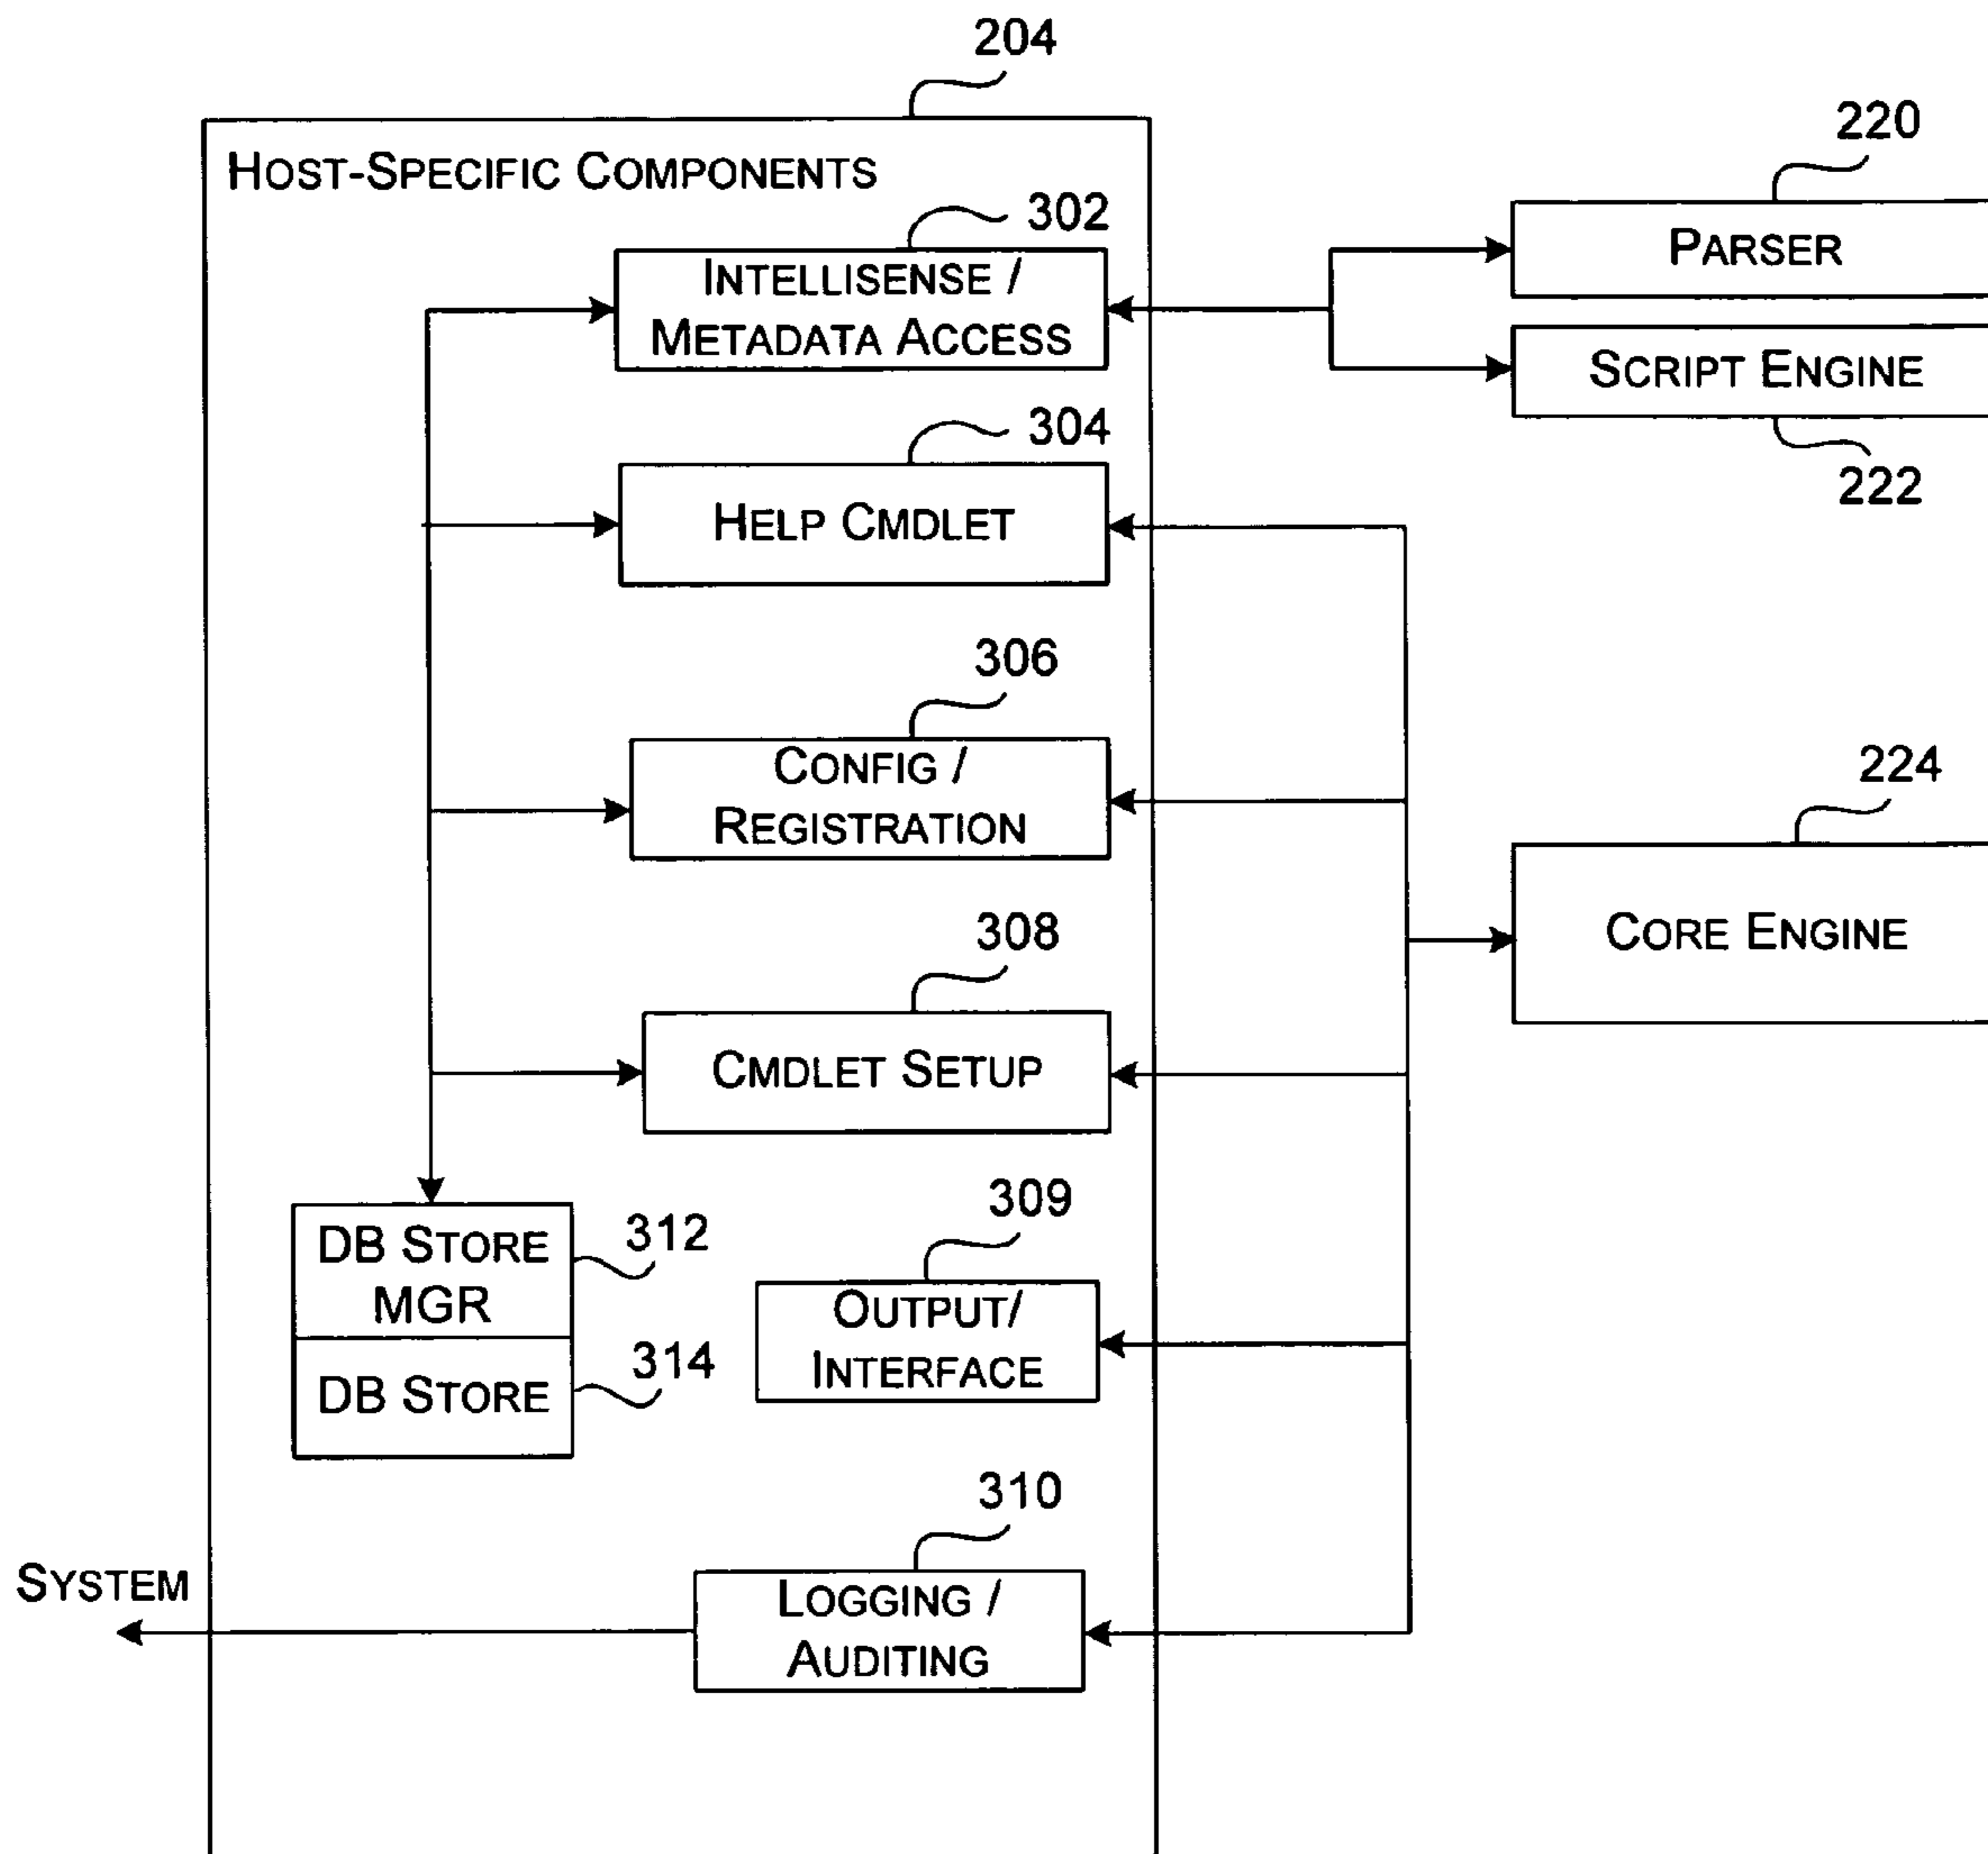 204
HOST-SPECIFIC COMPONENTS
220
PARSER
302
INTELLISENSE /
METADATA ACCESS
SCRIPT ENGINE
222
304
HELP CMDLET
306
CONFIG /
REGISTRATION
224
CORE ENGINE
308
CMDLET SETUP
309
OUTPUT/
INTERFACE
DB STORE
MGR
312
DB STORE
314
310
LOGGING /
AUDITING
SYSTEM